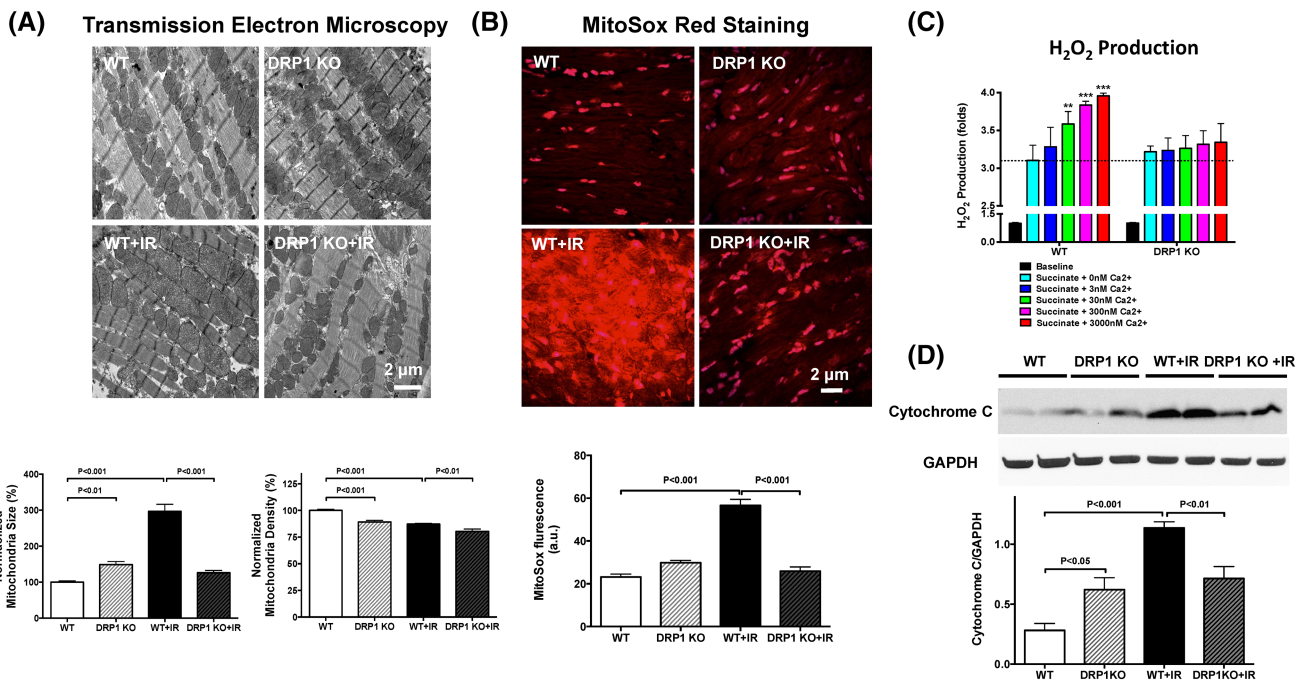 (A) Transmission Electron Microscopy
WT
DRP1 KO
WT+IR
DRP1 KO+IR
2 μm
P<0.001
P<0.001
P<0.01
400
300
200
100
0
Mitochondria Size (%)
WT
DRP1 KO
WT+IR
DRP1 KO+IR
P<0.001
P<0.01
P<0.001
125
100
75
50
25
0
Normalized
Mitochondria Density (%)
WT
DRP1 KO
WT+IR
DRP1 KO+IR
(B) MitoSox Red Staining
WT
DRP1 KO
WT+IR
DRP1 KO+IR
2 μm
80
60
40
20
0
MitoSox flurescence
(a.u.)
P<0.001
P<0.001
WT
DRP1 KO
WT+IR
DRP1 KO+IR
(C)
H2O2 Production
H2O2 Production (folds)
4.0
3.5
3.0
2.5
1.5
0.0
**
***
***
WT
DRP1 KO
Baseline
Succinate + 0nM Ca2+
Succinate + 3nM Ca2+
Succinate + 30nM Ca2+
Succinate + 300nM Ca2+
Succinate + 3000nM Ca2+
(D)
WT DRP1 KO WT+IR DRP1 KO +IR
Cytochrome C
GAPDH
Cytochrome C/GAPDH
1.0
0.5
0.0
P<0.001
P<0.01
P<0.05
WT
DRP1KO
WT+IR
DRP1KO+IR